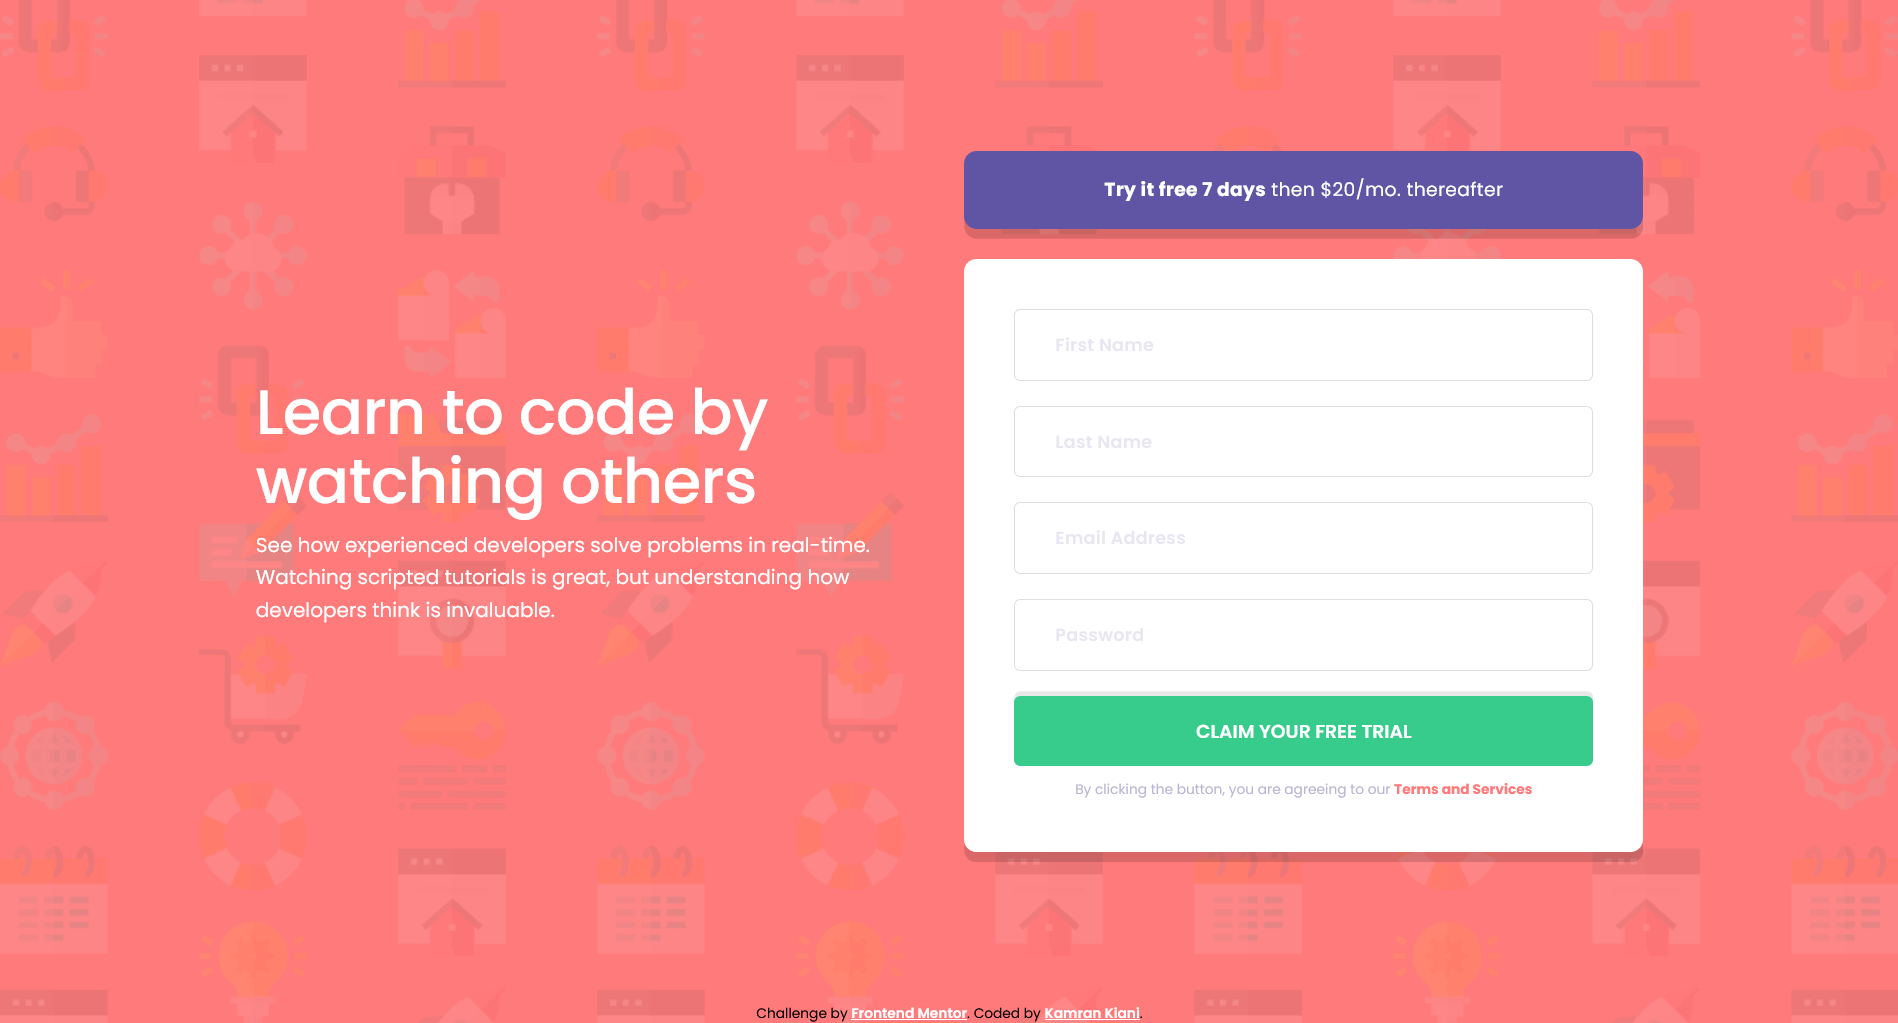 Learn to code by
watching others
See how experienced developers solve problems in real-time.
Watching scripted tutorials is great, but understanding how
developers think is invaluable.
Try it free 7 days then $20/mo. thereafter
First Name
Last Name
Email Address
Password
CLAIM YOUR FREE TRIAL
By clicking the button, you are agreeing to our Terms and Services
Challenge by Frontend Mentor. Coded by Kamran Kiani.